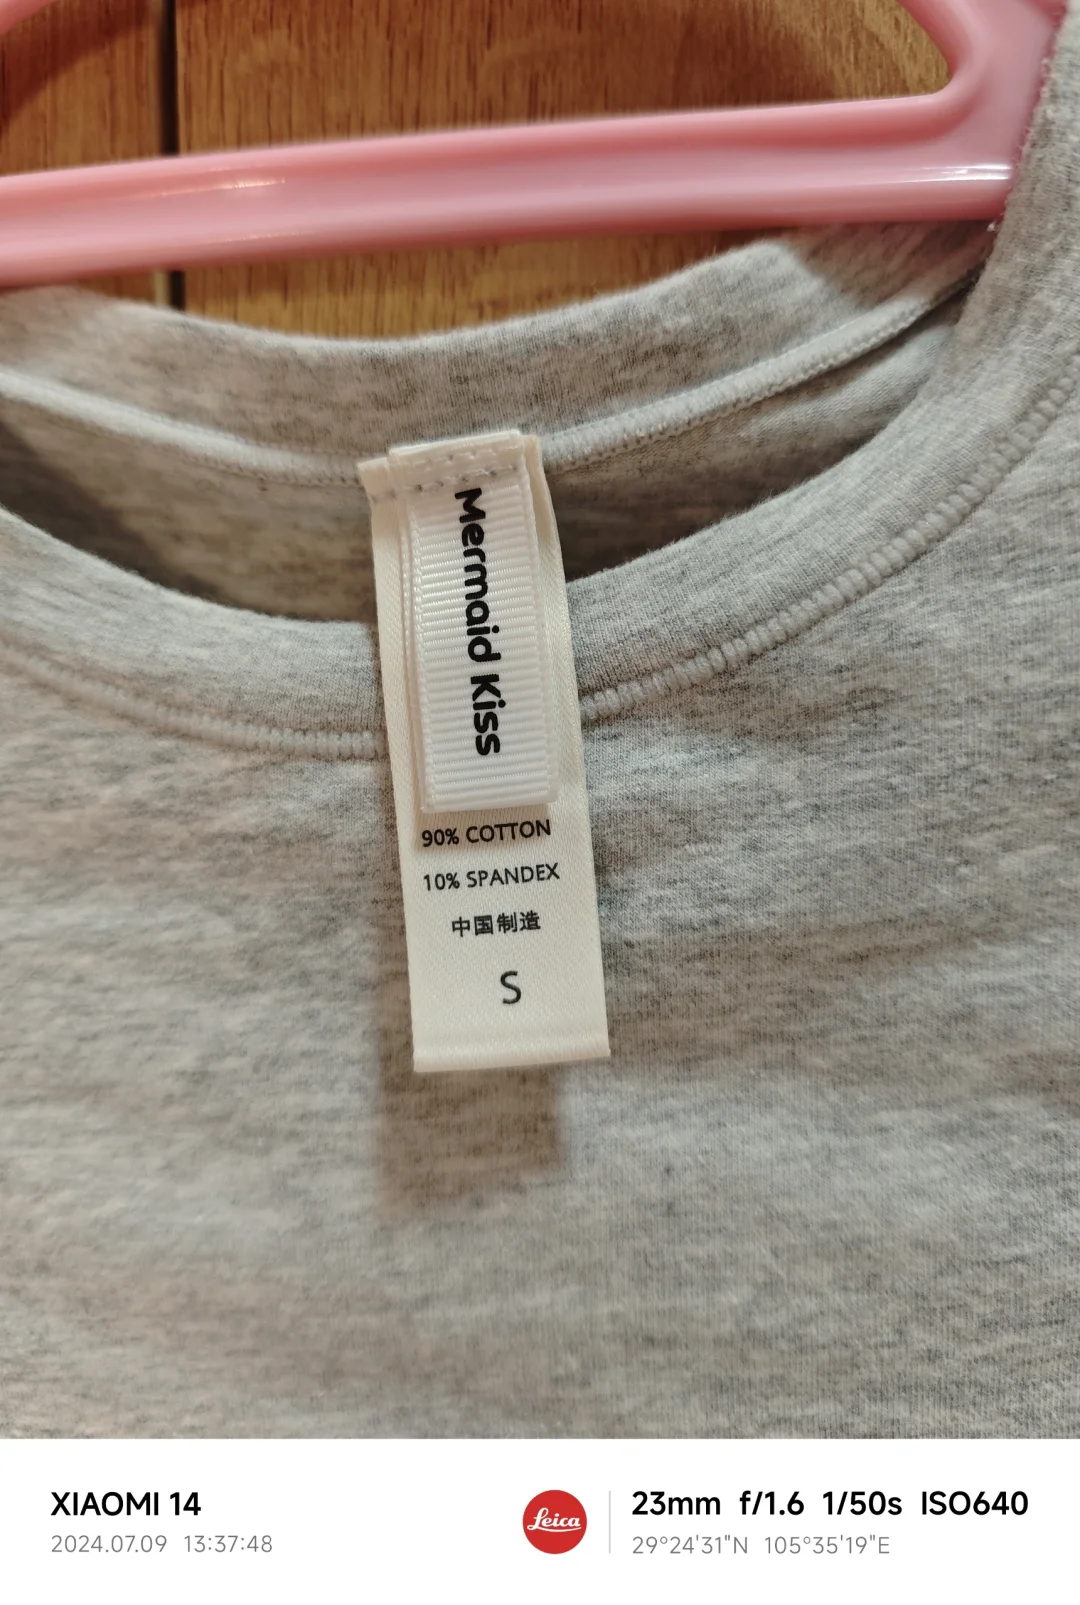 Mermaid Kiss
90% COTTON
10% SPANDEX
中国制造
S
XIAOMI 14
2024.07.09 13:37:48
Leica
23mm f/1.6 1/50s ISO640
29°24'31"N 105°35'19"E